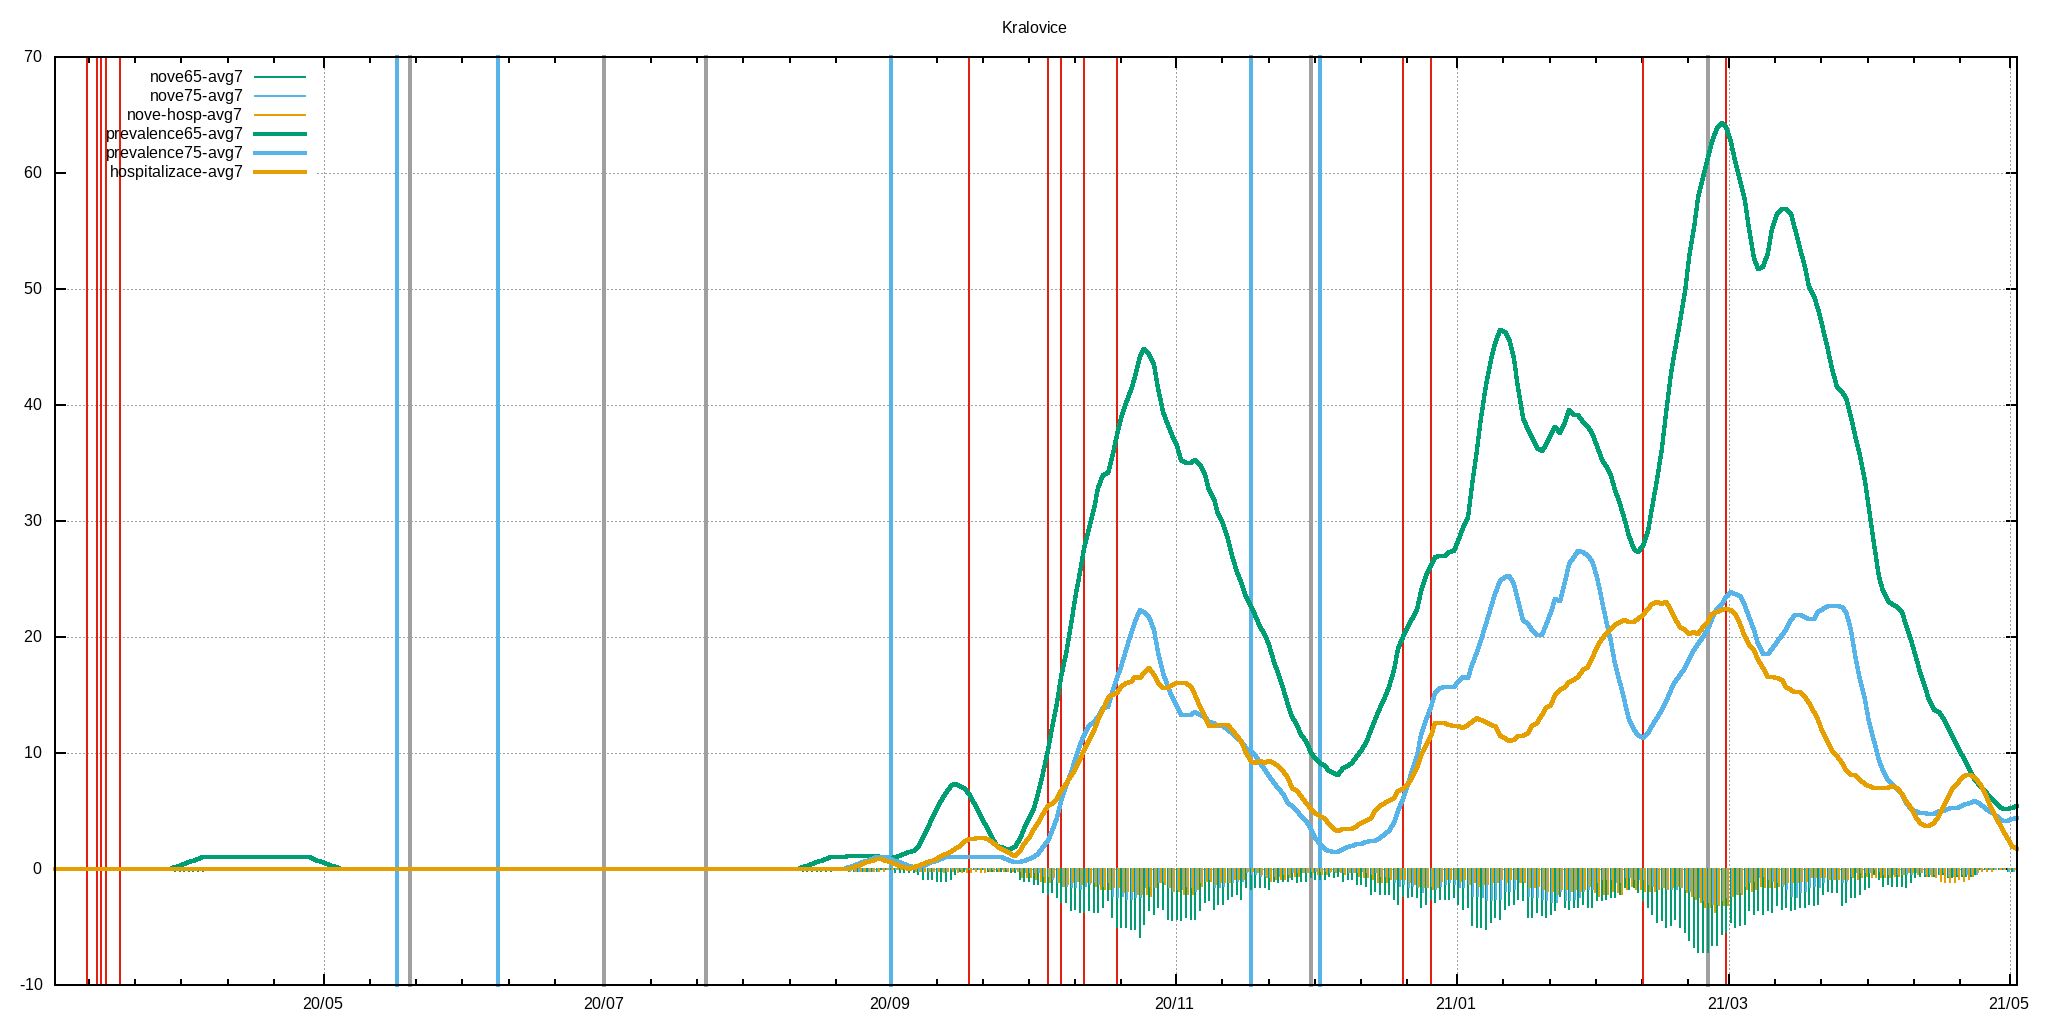 Kralovice
70
60
50
40
30
20
10
0
-10
nove65-avg7
nove75-avg7
nove-hosp-avg7
prevalence65-avg7
prevalence75-avg7
hospitalizace-avg7
20/05 20/07 20/09 20/11 21/01 21/03 21/05